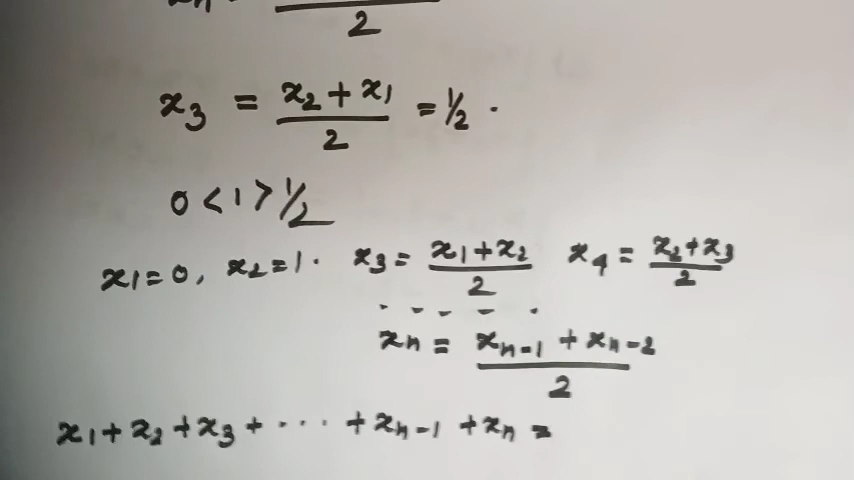 2
x₃ = (x₂ + x₁)/2 = 1/2 .
0 < 1 > 1/2
x₁ = 0, x₂ = 1. x₃ = (x₁ + x₂)/2 x₄ = (x₂ + x₃)/2
. . . . .
xₙ = (xₙ₋₁ + xₙ₋₂)/2
x₁ + x₂ + x₃ + . . . + xₙ₋₁ + xₙ =